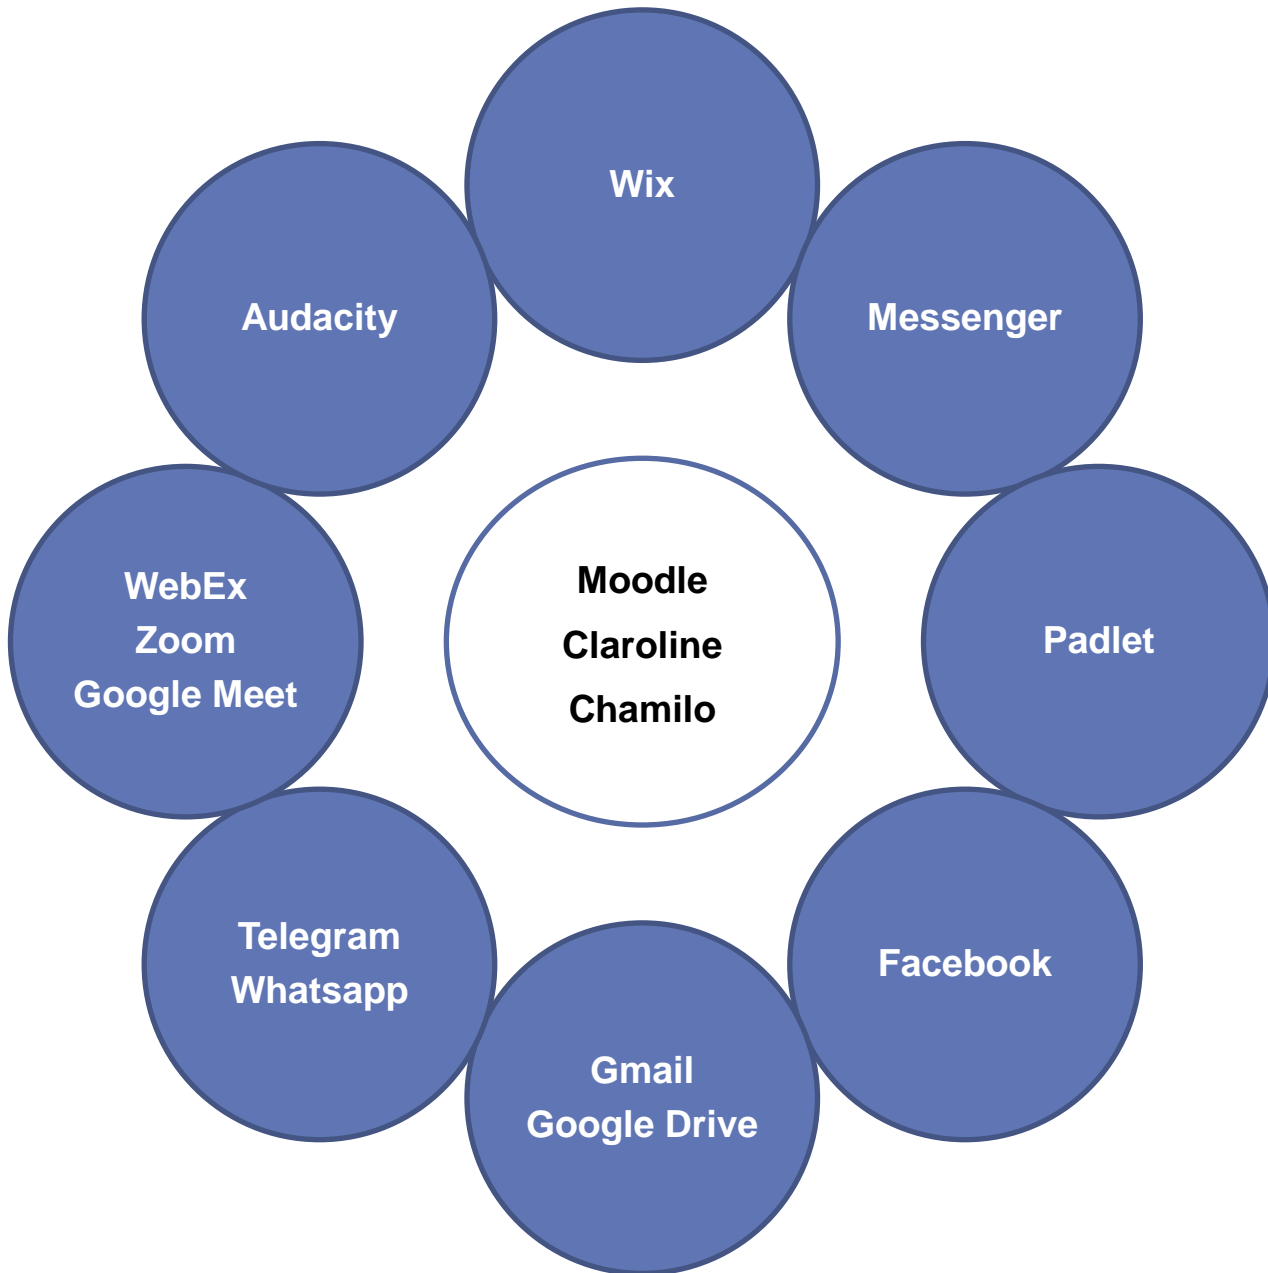 Wix
Audacity
Messenger
WebEx
Zoom
Google Meet
Moodle
Claroline
Chamilo
Padlet
Telegram
Whatsapp
Facebook
Gmail
Google Drive